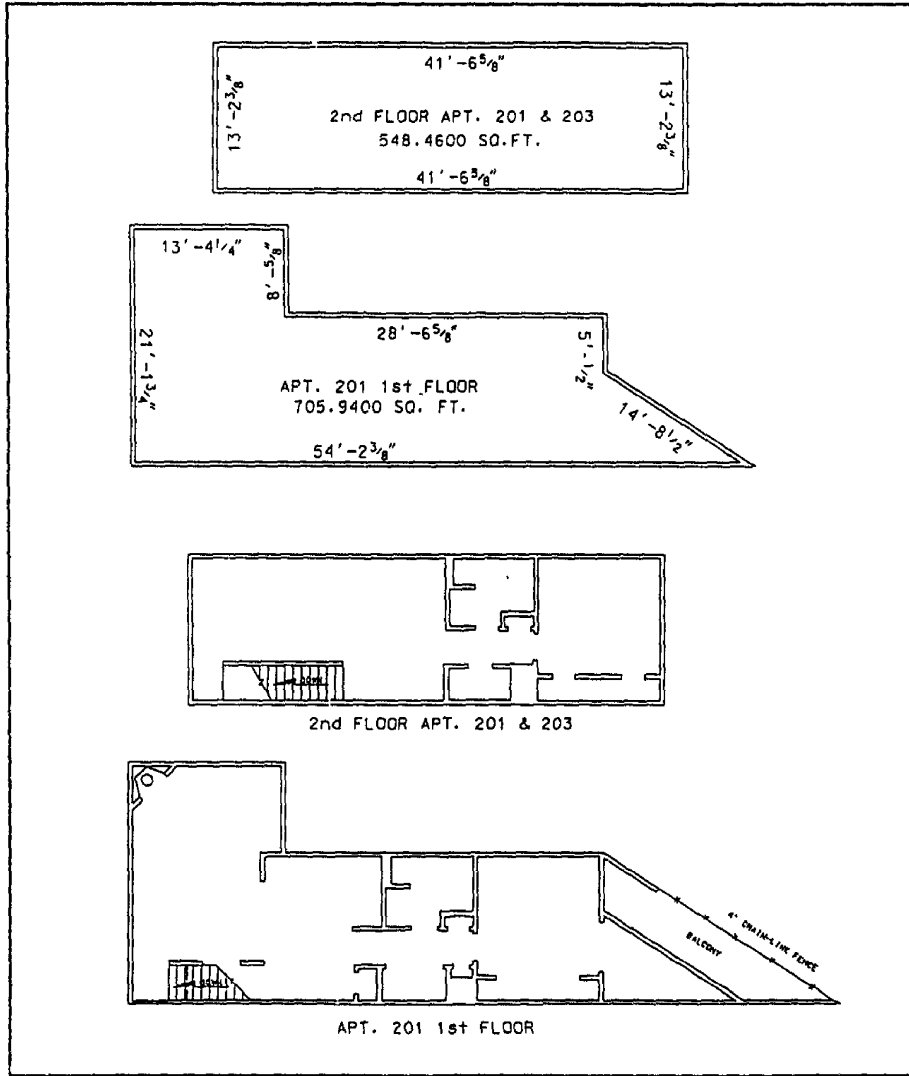 41'-6⅝"
13'-2⅜"
13'-2⅜"
2nd FLOOR APT. 201 & 203
548.4600 SQ.FT.
41'-6⅝"
13'-4¼"
8'-⅝"
28'-6⅝"
5'-½"
21'-1¾"
APT. 201 1st FLOOR
705.9400 SQ. FT.
14'-8½"
54'-2⅜"
DOWN
2nd FLOOR APT. 201 & 203
4' CHAIN-LINK FENCE
BALCONY
APT. 201 1st FLOOR